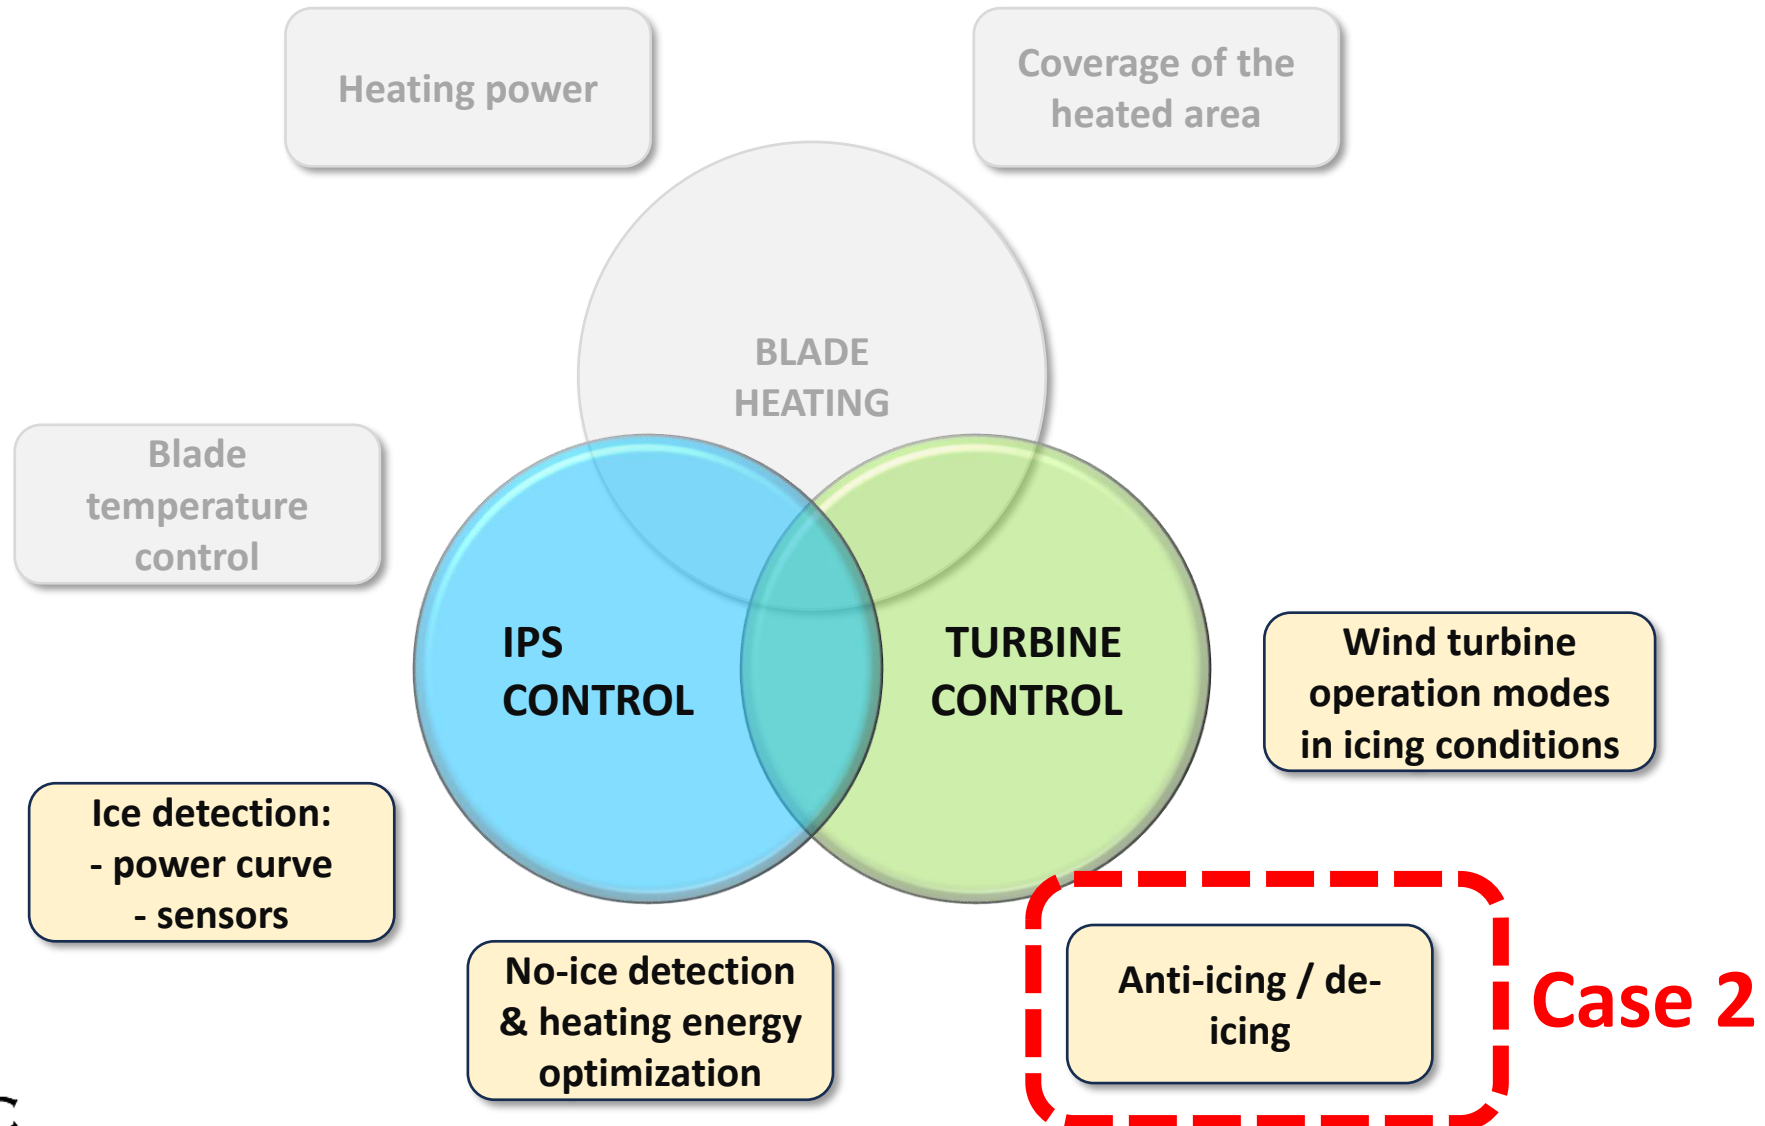 Heating power
Coverage of the
heated area
BLADE
HEATING
Blade
temperature
control
IPS
CONTROL
TURBINE
CONTROL
Wind turbine
operation modes
in icing conditions
Ice detection:
- power curve
- sensors
No-ice detection
& heating energy
optimization
Anti-icing / de-
icing
Case 2